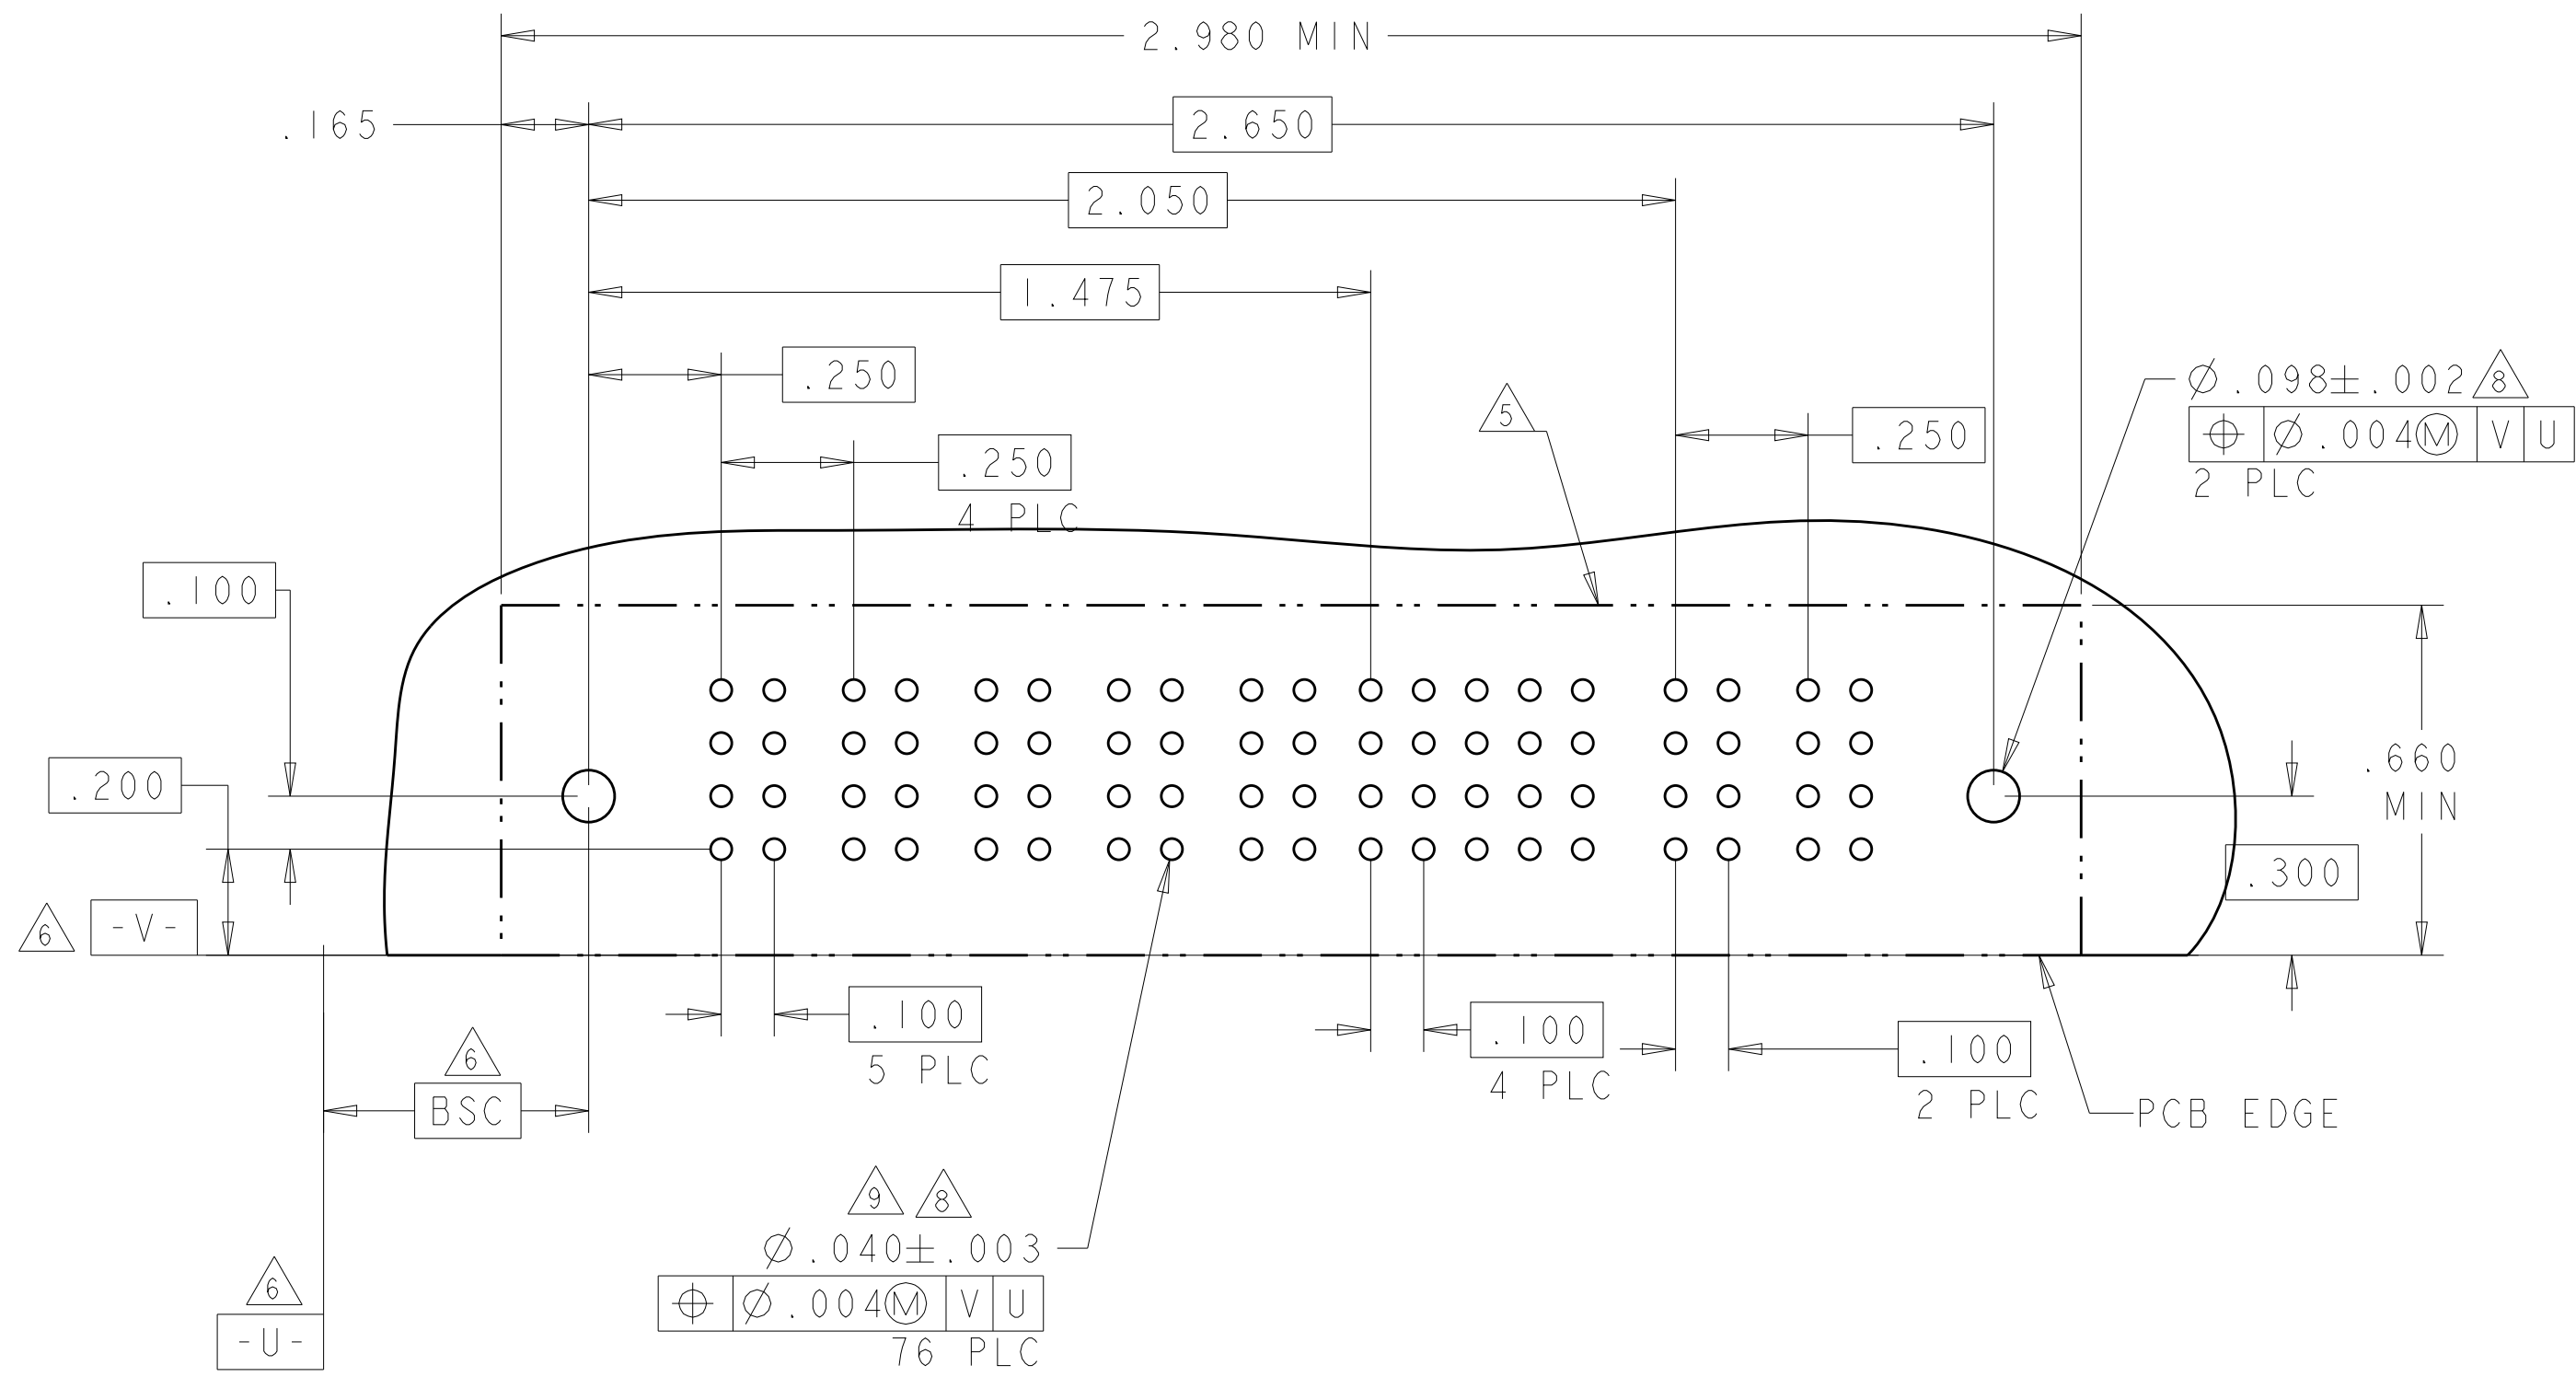 2.980 MIN
.165
2.650
2.050
1.475
.250
.250
4 PLC
5
.250
Ø.098±.002 8
⌖ Ø.004Ⓜ V U
2 PLC
.100
.200
.660
MIN
.300
6 -V-
.100
5 PLC
.100
4 PLC
.100
2 PLC
6
BSC
PCB EDGE
9 8
Ø.040±.003
⌖ Ø.004Ⓜ V U
76 PLC
6
-U-